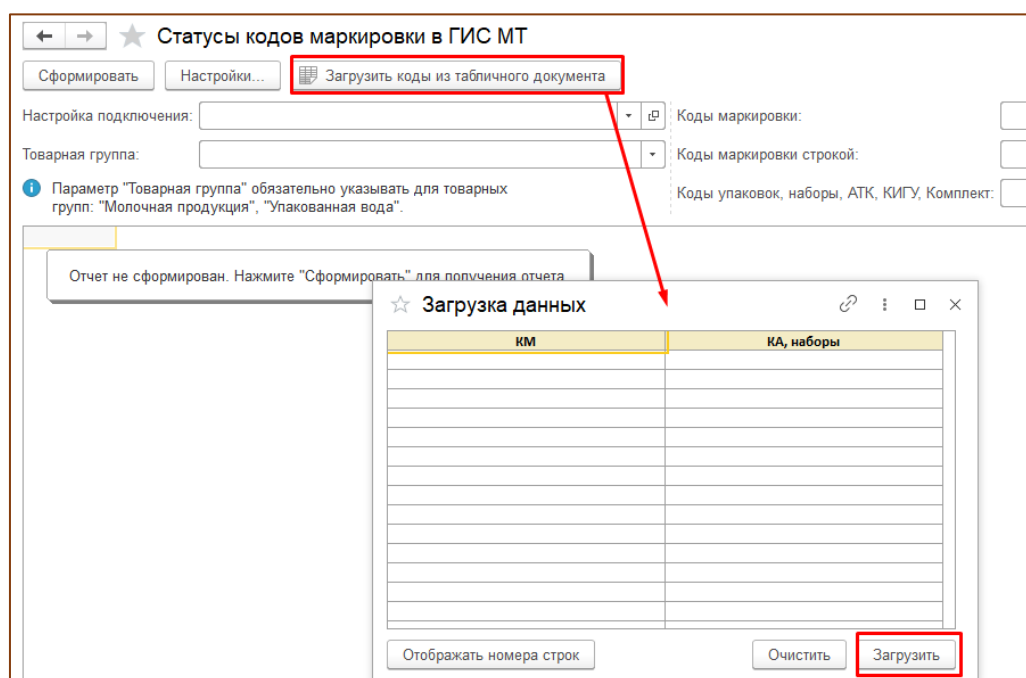 Статусы кодов маркировки в ГИС МТ
Сформировать
Настройки...
Загрузить коды из табличного документа
Настройка подключения:
Коды маркировки:
Товарная группа:
Коды маркировки строкой:
Параметр "Товарная группа" обязательно указывать для товарных
групп: "Молочная продукция", "Упакованная вода".
Коды упаковок, наборы, АТК, КИГУ, Комплект:
Отчет не сформирован. Нажмите "Сформировать" для получения отчета
Загрузка данных
КМ
КА, наборы
Отображать номера строк
Очистить
Загрузить